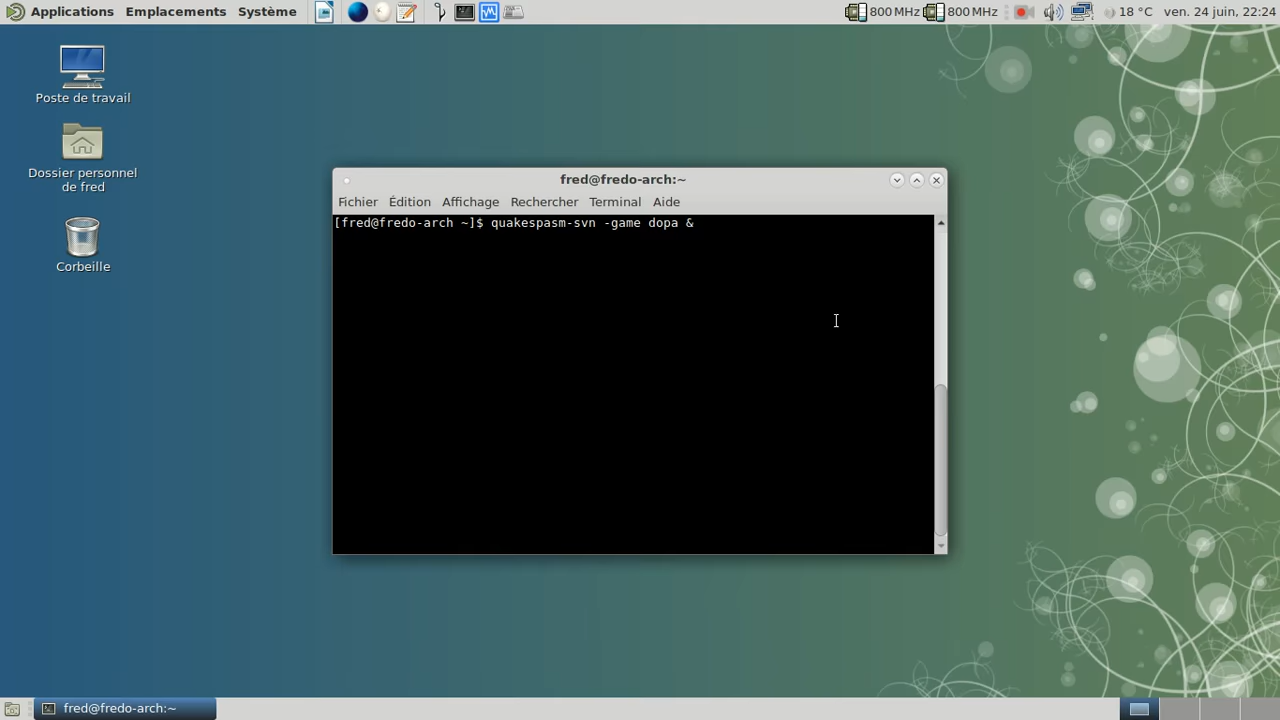 Applications Emplacements Système
800 MHz 800 MHz 18 °C ven. 24 juin, 22:24
Poste de travail
Dossier personnel
de fred
Corbeille
fred@fredo-arch:~
Fichier Édition Affichage Rechercher Terminal Aide
[fred@fredo-arch ~]$ quakespasm-svn -game dopa &
fred@fredo-arch:~